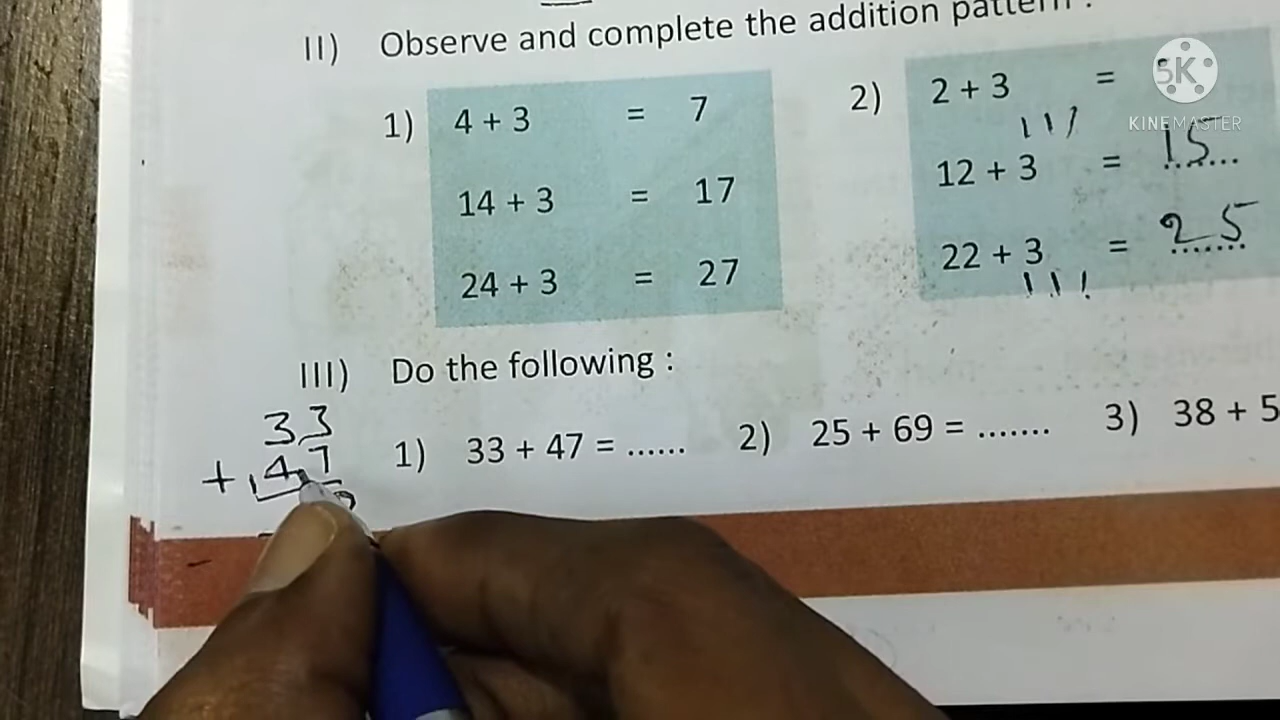 II) Observe and complete the addition pattern :
1) 4 + 3 = 7
14 + 3 = 17
24 + 3 = 27
2) 2 + 3 =
12 + 3 = 15
22 + 3 = 25
5K
KINEMASTER
III) Do the following :
33
+ 47
0
1) 33 + 47 = ......
2) 25 + 69 = .......
3) 38 + 5